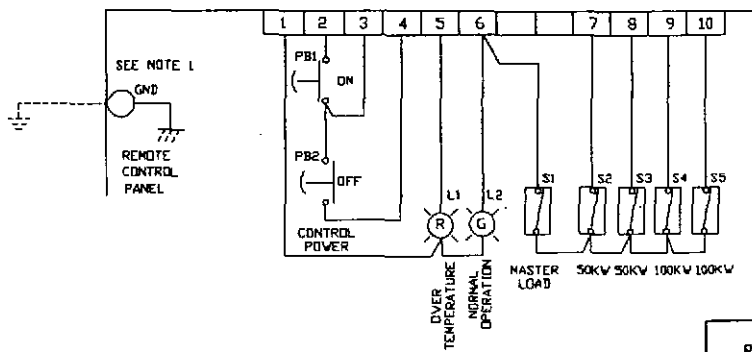 1 2 3 4 5 6 7 8 9 10
PB1
ON
SEE NOTE 1
GND
REMOTE
CONTROL
PANEL
PB2
OFF
CONTROL
POWER
L1
R
L2
G
OVER
TEMPERATURE
NORMAL
OPERATION
S1
S2
S3
S4
S5
MASTER
LOAD
50KW
50KW
100KW
100KW